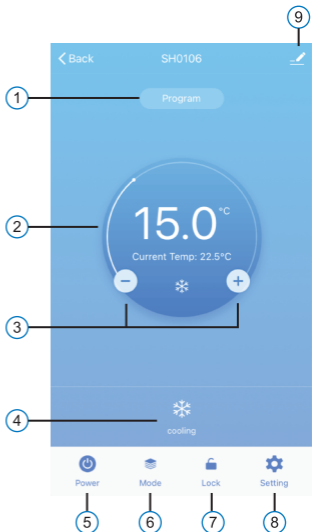 9
< Back SH0106
1 Program
2 15.0 °C
Current Temp: 22.5°C
− +
3
4 cooling
Power Mode Lock Setting
5 6 7 8